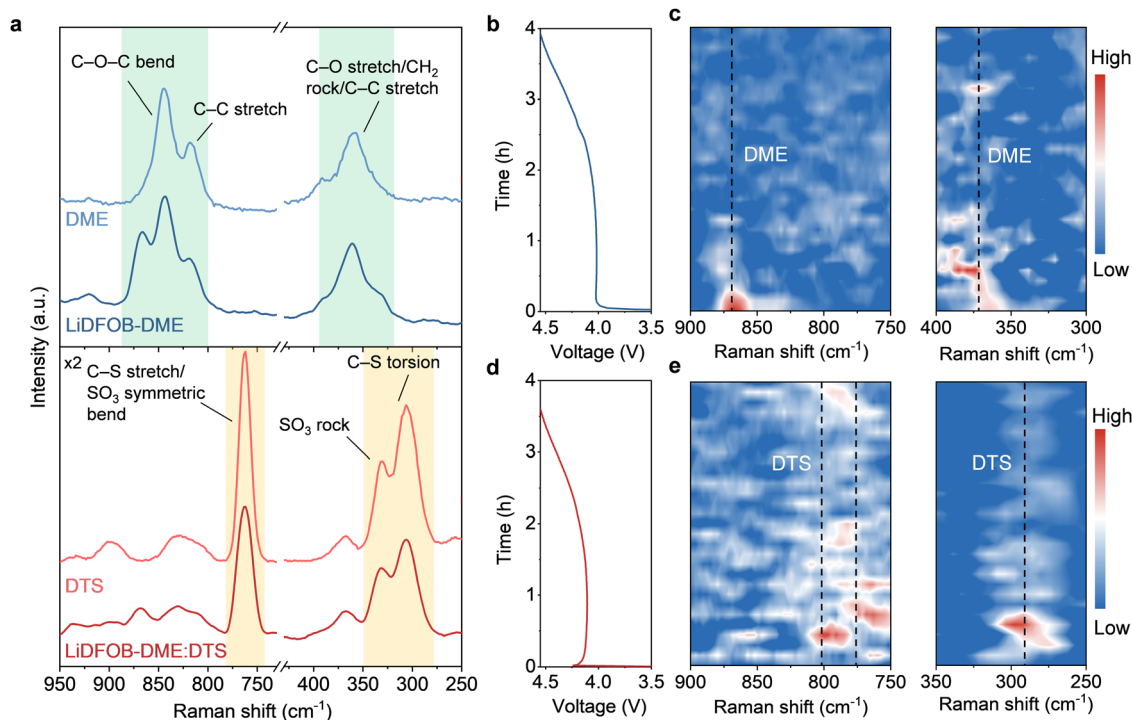 a
C–O–C bend
C–C stretch
C–O stretch/CH2
rock/C–C stretch
DME
LiDFOB-DME
x2
C–S stretch/
SO3 symmetric
bend
C–S torsion
SO3 rock
DTS
LiDFOB-DME:DTS
Intensity (a.u.)
950 900 850 800 750 400 350 300 250
Raman shift (cm-1)
b
4
3
2
1
0
Time (h)
4.5 4.0 3.5
Voltage (V)
c
DME
900 850 800 750
Raman shift (cm-1)
DME
400 350 300
Raman shift (cm-1)
High
Low
d
4
3
2
1
0
Time (h)
4.5 4.0 3.5
Voltage (V)
e
DTS
900 850 800 750
Raman shift (cm-1)
DTS
350 300 250
Raman shift (cm-1)
High
Low